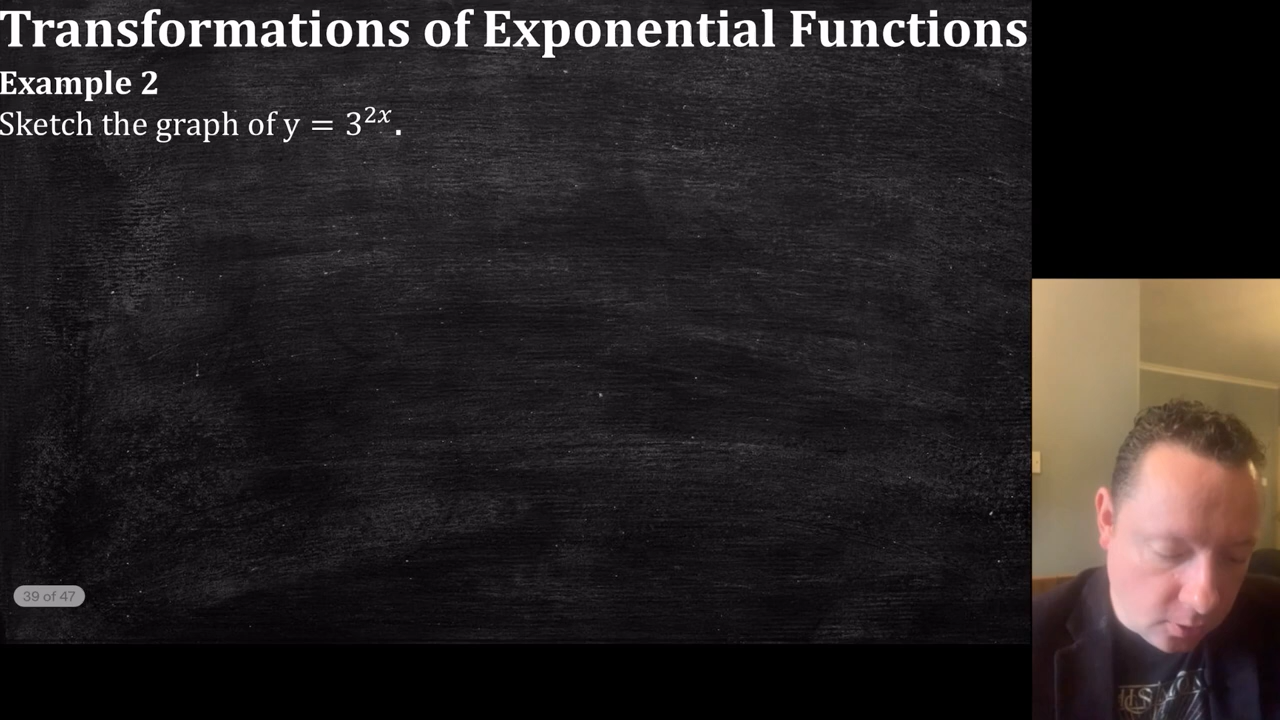 Transformations of Exponential Functions
Example 2
Sketch the graph of y = 3^{2x}.
39 of 47